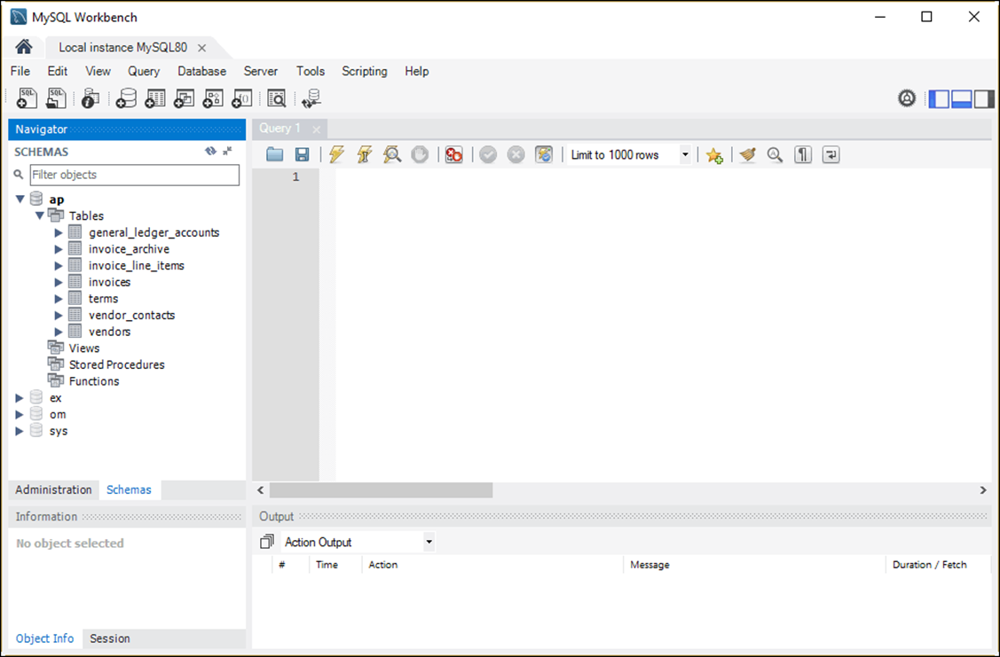 MySQL Workbench
Local instance MySQL80
File Edit View Query Database Server Tools Scripting Help
SQL SQL
Navigator
SCHEMAS
Filter objects
ap
Tables
general_ledger_accounts
invoice_archive
invoice_line_items
invoices
terms
vendor_contacts
vendors
Views
Stored Procedures
Functions
ex
om
sys
Administration Schemas
Information
No object selected
Object Info Session
Query 1
Limit to 1000 rows
1
Output
Action Output
# Time Action Message Duration / Fetch